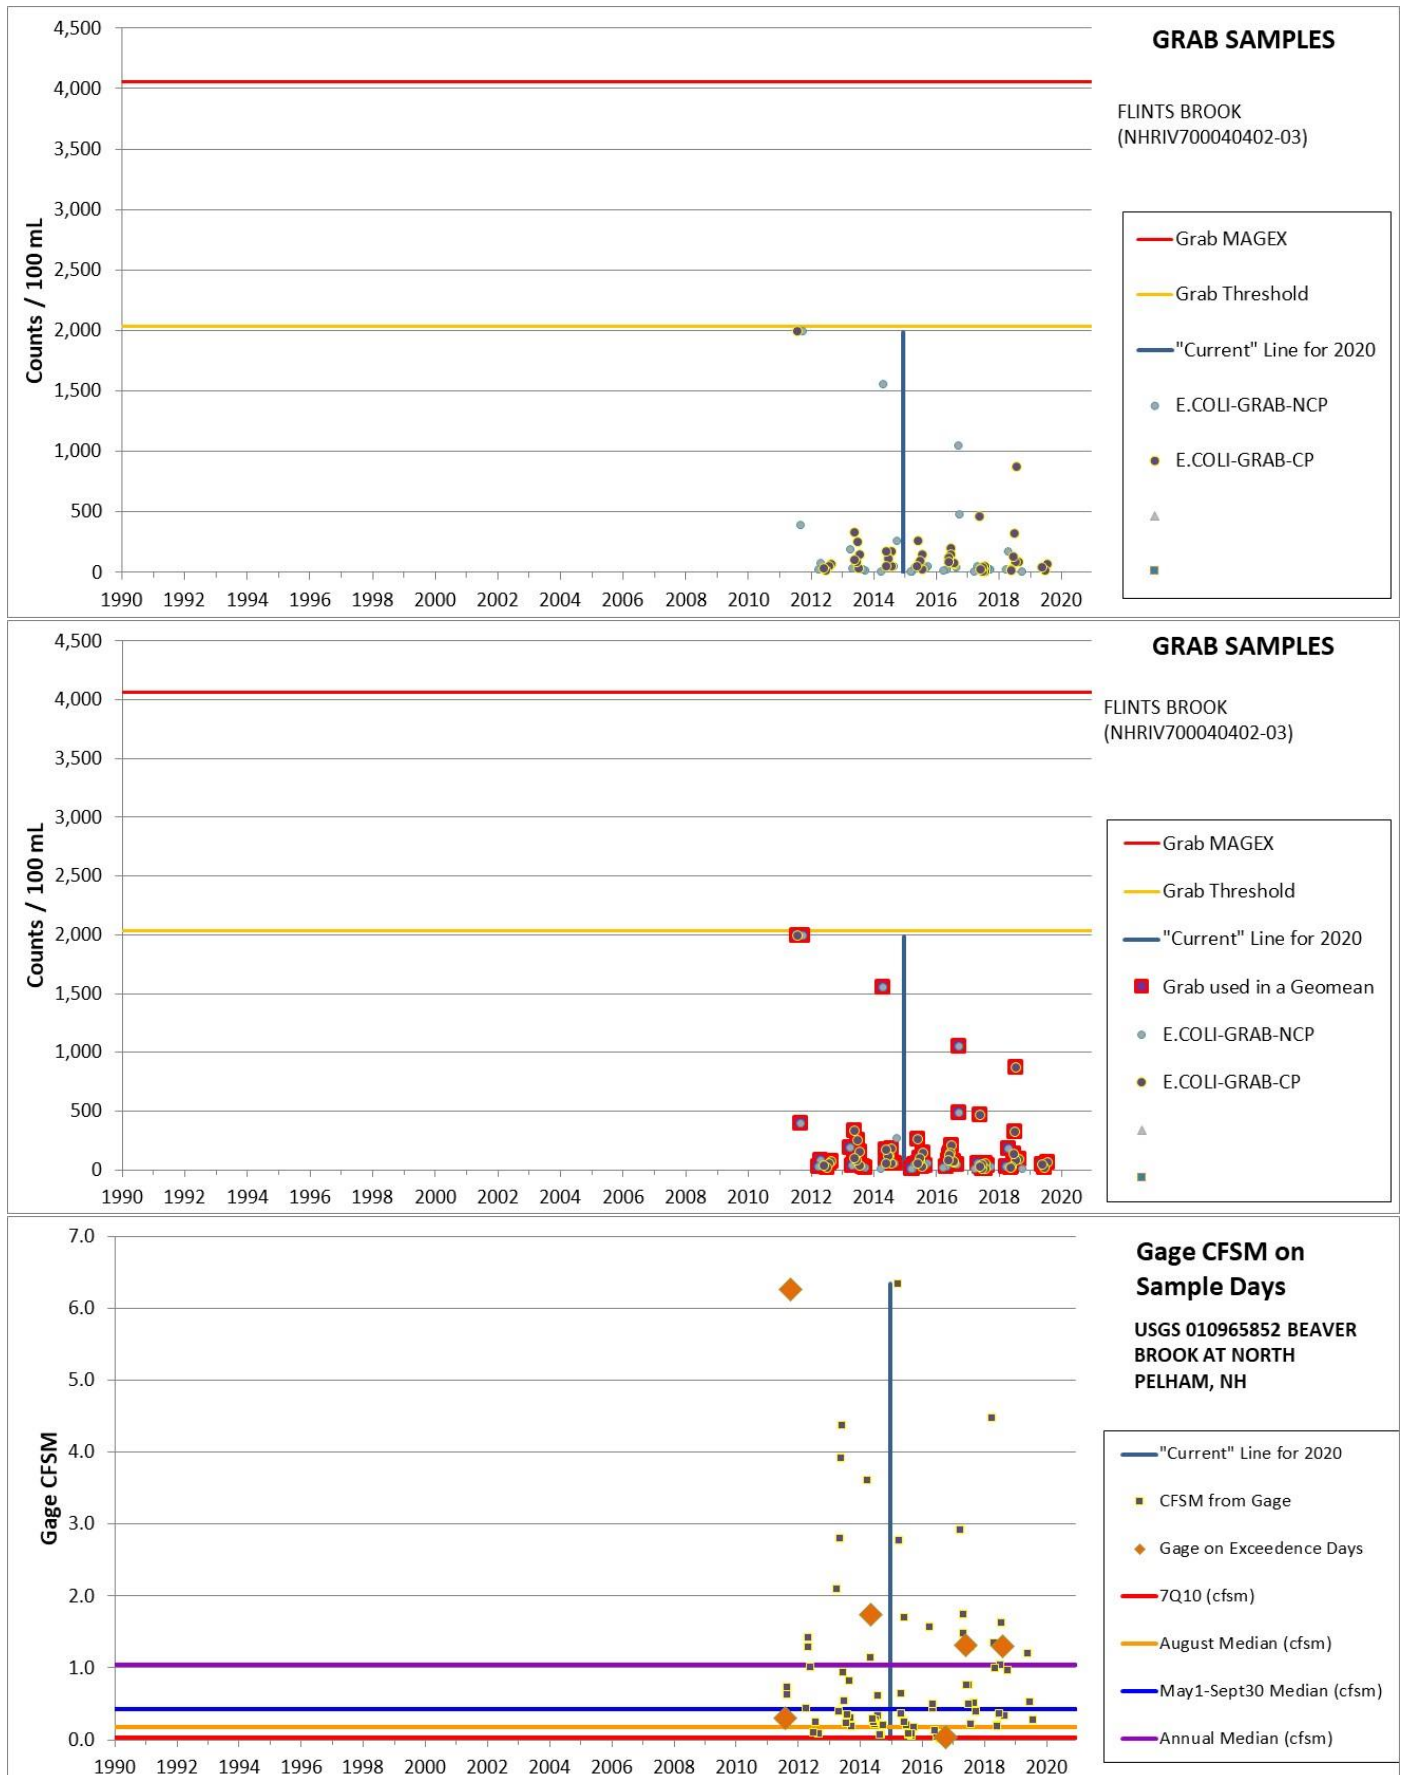 GRAB SAMPLES
FLINTS BROOK
(NHRIV700040402-03)
Counts / 100 mL
4,500
4,000
3,500
3,000
2,500
2,000
1,500
1,000
500
0
1990 1992 1994 1996 1998 2000 2002 2004 2006 2008 2010 2012 2014 2016 2018 2020
Grab MAGEX
Grab Threshold
"Current" Line for 2020
E.COLI-GRAB-NCP
E.COLI-GRAB-CP
GRAB SAMPLES
FLINTS BROOK
(NHRIV700040402-03)
Counts / 100 mL
4,500
4,000
3,500
3,000
2,500
2,000
1,500
1,000
500
0
1990 1992 1994 1996 1998 2000 2002 2004 2006 2008 2010 2012 2014 2016 2018 2020
Grab MAGEX
Grab Threshold
"Current" Line for 2020
Grab used in a Geomean
E.COLI-GRAB-NCP
E.COLI-GRAB-CP
Gage CFSM on
Sample Days
USGS 010965852 BEAVER
BROOK AT NORTH
PELHAM, NH
Gage CFSM
7.0
6.0
5.0
4.0
3.0
2.0
1.0
0.0
1990 1992 1994 1996 1998 2000 2002 2004 2006 2008 2010 2012 2014 2016 2018 2020
"Current" Line for 2020
CFSM from Gage
Gage on Exceedence Days
7Q10 (cfsm)
August Median (cfsm)
May1-Sept30 Median (cfsm)
Annual Median (cfsm)